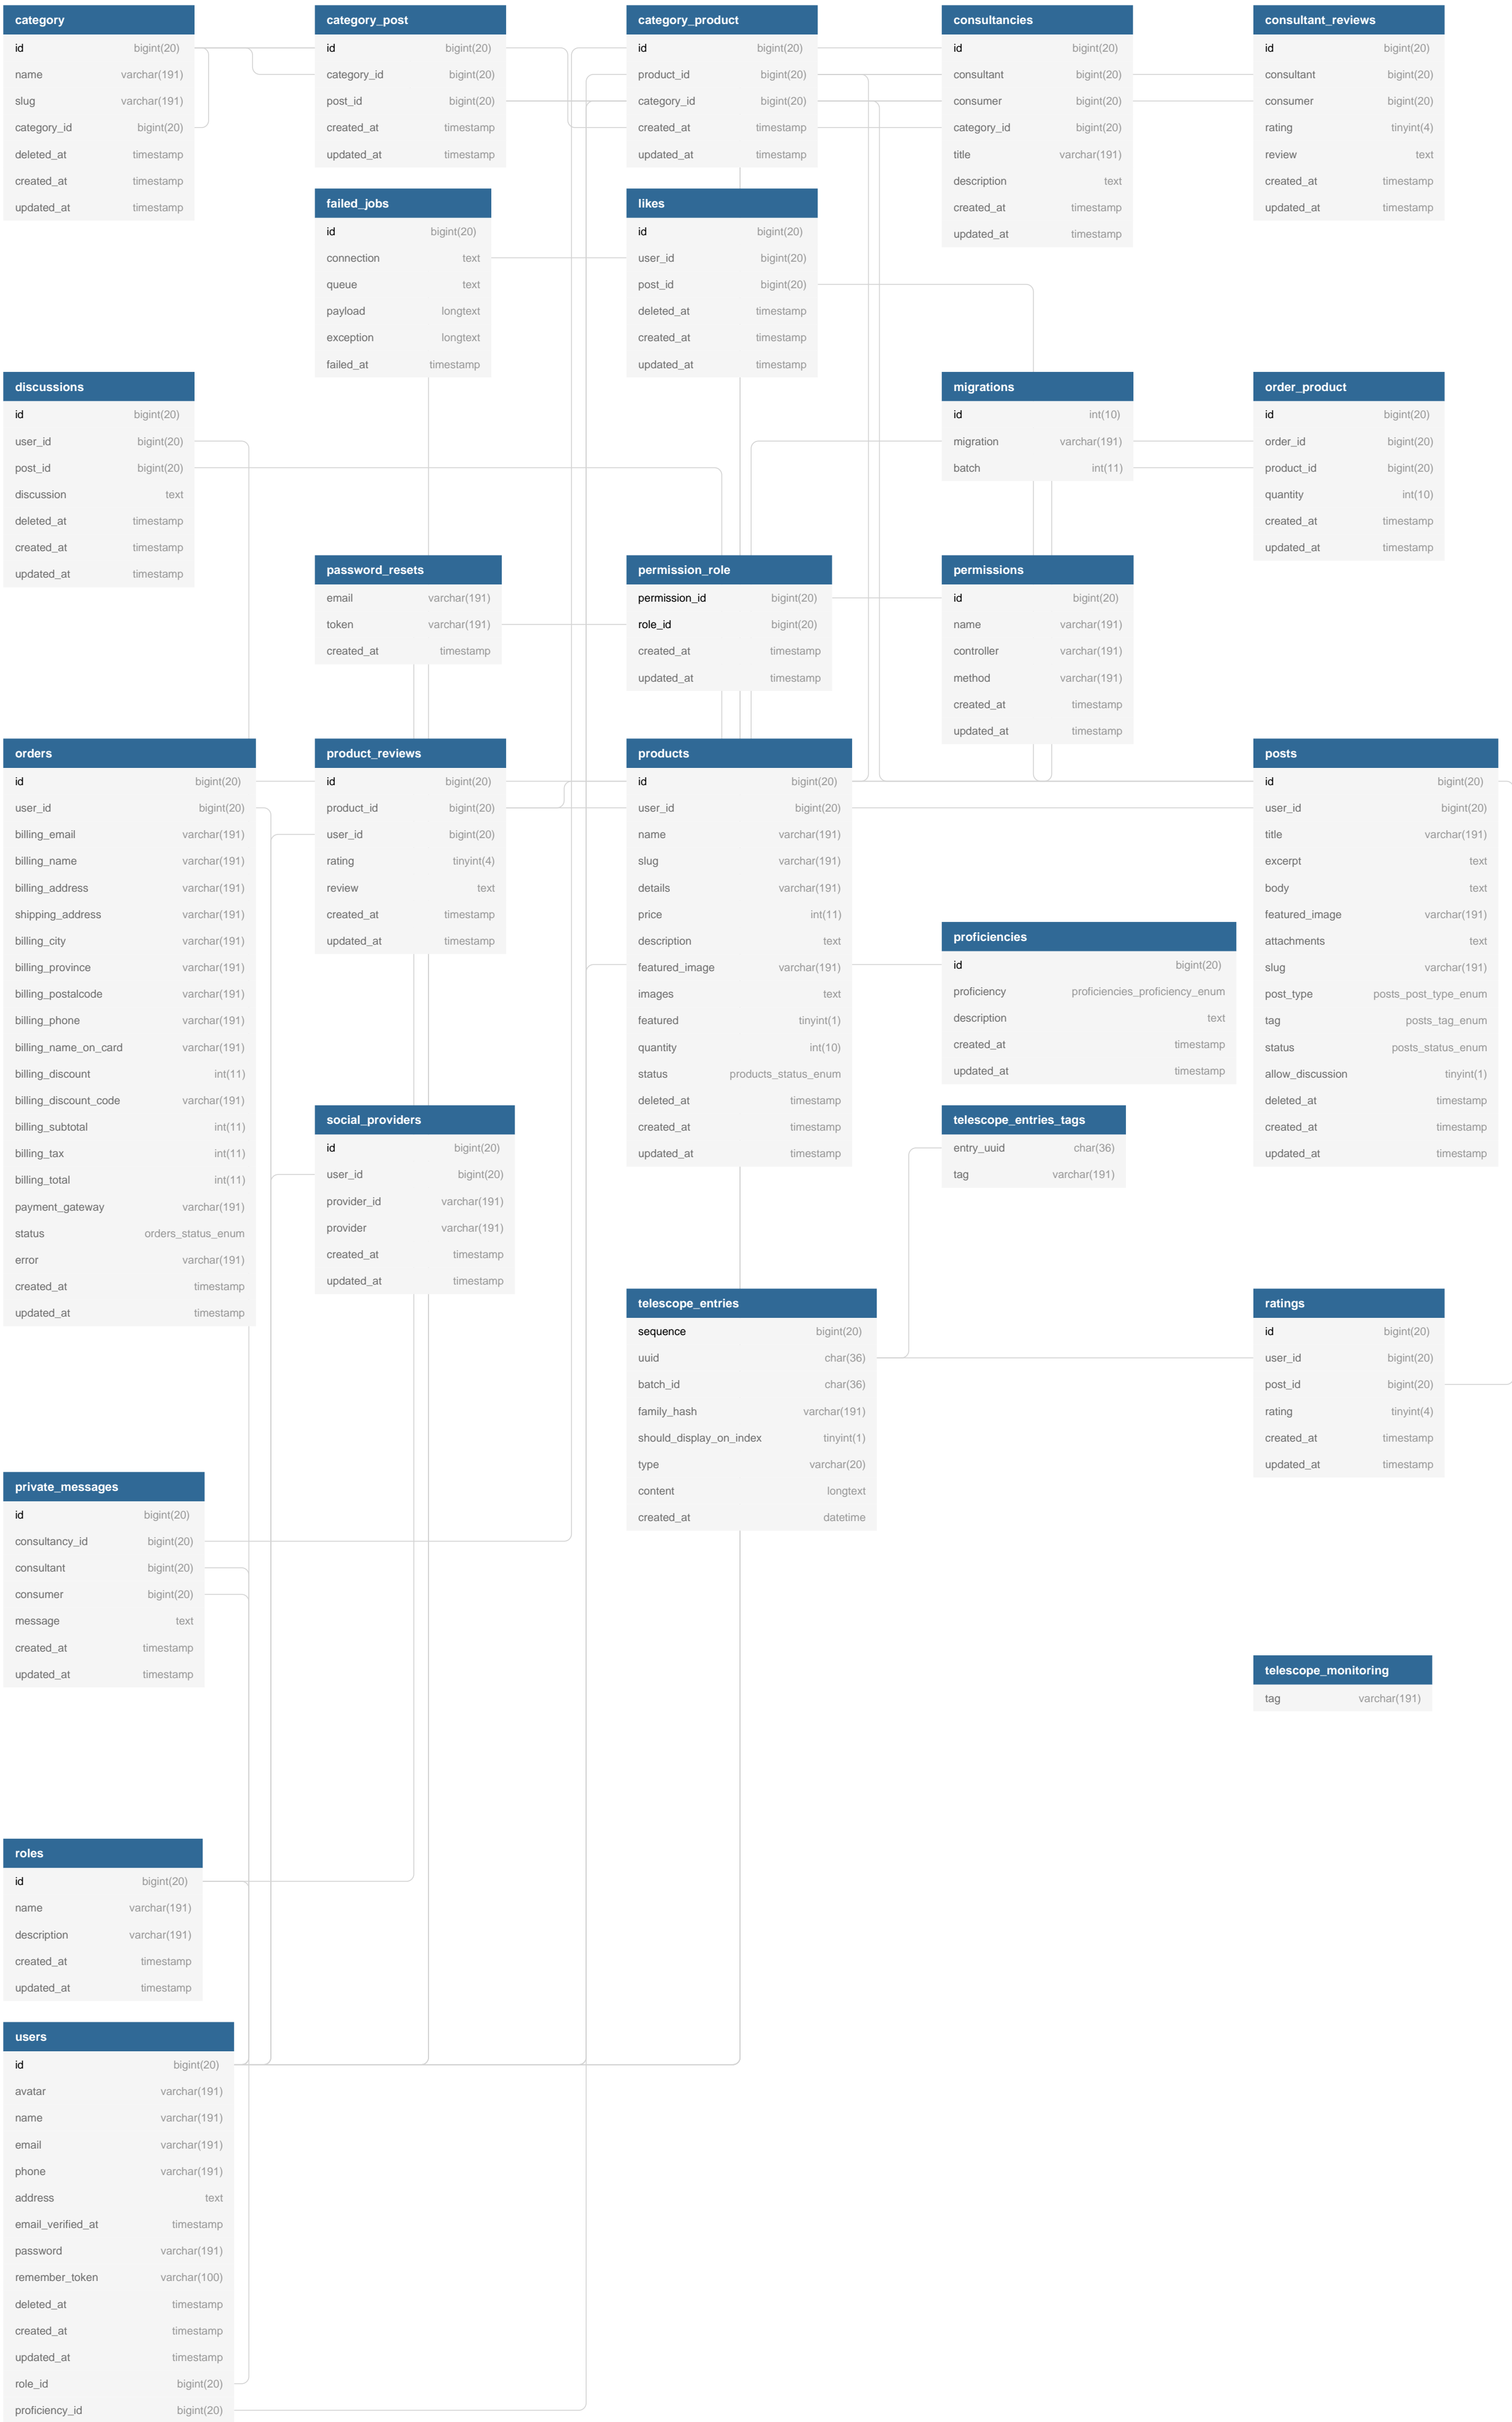 category
id bigint(20)
name varchar(191)
slug varchar(191)
category_id bigint(20)
deleted_at timestamp
created_at timestamp
updated_at timestamp
category_post
id bigint(20)
category_id bigint(20)
post_id bigint(20)
created_at timestamp
updated_at timestamp
category_product
id bigint(20)
product_id bigint(20)
category_id bigint(20)
created_at timestamp
updated_at timestamp
consultancies
id bigint(20)
consultant bigint(20)
consumer bigint(20)
category_id bigint(20)
title varchar(191)
description text
created_at timestamp
updated_at timestamp
consultant_reviews
id bigint(20)
consultant bigint(20)
consumer bigint(20)
rating tinyint(4)
review text
created_at timestamp
updated_at timestamp
failed_jobs
id bigint(20)
connection text
queue text
payload longtext
exception longtext
failed_at timestamp
likes
id bigint(20)
user_id bigint(20)
post_id bigint(20)
deleted_at timestamp
created_at timestamp
updated_at timestamp
discussions
id bigint(20)
user_id bigint(20)
post_id bigint(20)
discussion text
deleted_at timestamp
created_at timestamp
updated_at timestamp
migrations
id int(10)
migration varchar(191)
batch int(11)
order_product
id bigint(20)
order_id bigint(20)
product_id bigint(20)
quantity int(10)
created_at timestamp
updated_at timestamp
password_resets
email varchar(191)
token varchar(191)
created_at timestamp
permission_role
permission_id bigint(20)
role_id bigint(20)
created_at timestamp
updated_at timestamp
permissions
id bigint(20)
name varchar(191)
controller varchar(191)
method varchar(191)
created_at timestamp
updated_at timestamp
orders
id bigint(20)
user_id bigint(20)
billing_email varchar(191)
billing_name varchar(191)
billing_address varchar(191)
shipping_address varchar(191)
billing_city varchar(191)
billing_province varchar(191)
billing_postalcode varchar(191)
billing_phone varchar(191)
billing_name_on_card varchar(191)
billing_discount int(11)
billing_discount_code varchar(191)
billing_subtotal int(11)
billing_tax int(11)
billing_total int(11)
payment_gateway varchar(191)
status orders_status_enum
error varchar(191)
created_at timestamp
updated_at timestamp
product_reviews
id bigint(20)
product_id bigint(20)
user_id bigint(20)
rating tinyint(4)
review text
created_at timestamp
updated_at timestamp
products
id bigint(20)
user_id bigint(20)
name varchar(191)
slug varchar(191)
details varchar(191)
price int(11)
description text
featured_image varchar(191)
images text
featured tinyint(1)
quantity int(10)
status products_status_enum
deleted_at timestamp
created_at timestamp
updated_at timestamp
posts
id bigint(20)
user_id bigint(20)
title varchar(191)
excerpt text
body text
featured_image varchar(191)
attachments text
slug varchar(191)
post_type posts_post_type_enum
tag posts_tag_enum
status posts_status_enum
allow_discussion tinyint(1)
deleted_at timestamp
created_at timestamp
updated_at timestamp
proficiencies
id bigint(20)
proficiency proficiencies_proficiency_enum
description text
created_at timestamp
updated_at timestamp
social_providers
id bigint(20)
user_id bigint(20)
provider_id varchar(191)
provider varchar(191)
created_at timestamp
updated_at timestamp
telescope_entries_tags
entry_uuid char(36)
tag varchar(191)
telescope_entries
sequence bigint(20)
uuid char(36)
batch_id char(36)
family_hash varchar(191)
should_display_on_index tinyint(1)
type varchar(20)
content longtext
created_at datetime
ratings
id bigint(20)
user_id bigint(20)
post_id bigint(20)
rating tinyint(4)
created_at timestamp
updated_at timestamp
private_messages
id bigint(20)
consultancy_id bigint(20)
consultant bigint(20)
consumer bigint(20)
message text
created_at timestamp
updated_at timestamp
telescope_monitoring
tag varchar(191)
roles
id bigint(20)
name varchar(191)
description varchar(191)
created_at timestamp
updated_at timestamp
users
id bigint(20)
avatar varchar(191)
name varchar(191)
email varchar(191)
phone varchar(191)
address text
email_verified_at timestamp
password varchar(191)
remember_token varchar(100)
deleted_at timestamp
created_at timestamp
updated_at timestamp
role_id bigint(20)
proficiency_id bigint(20)